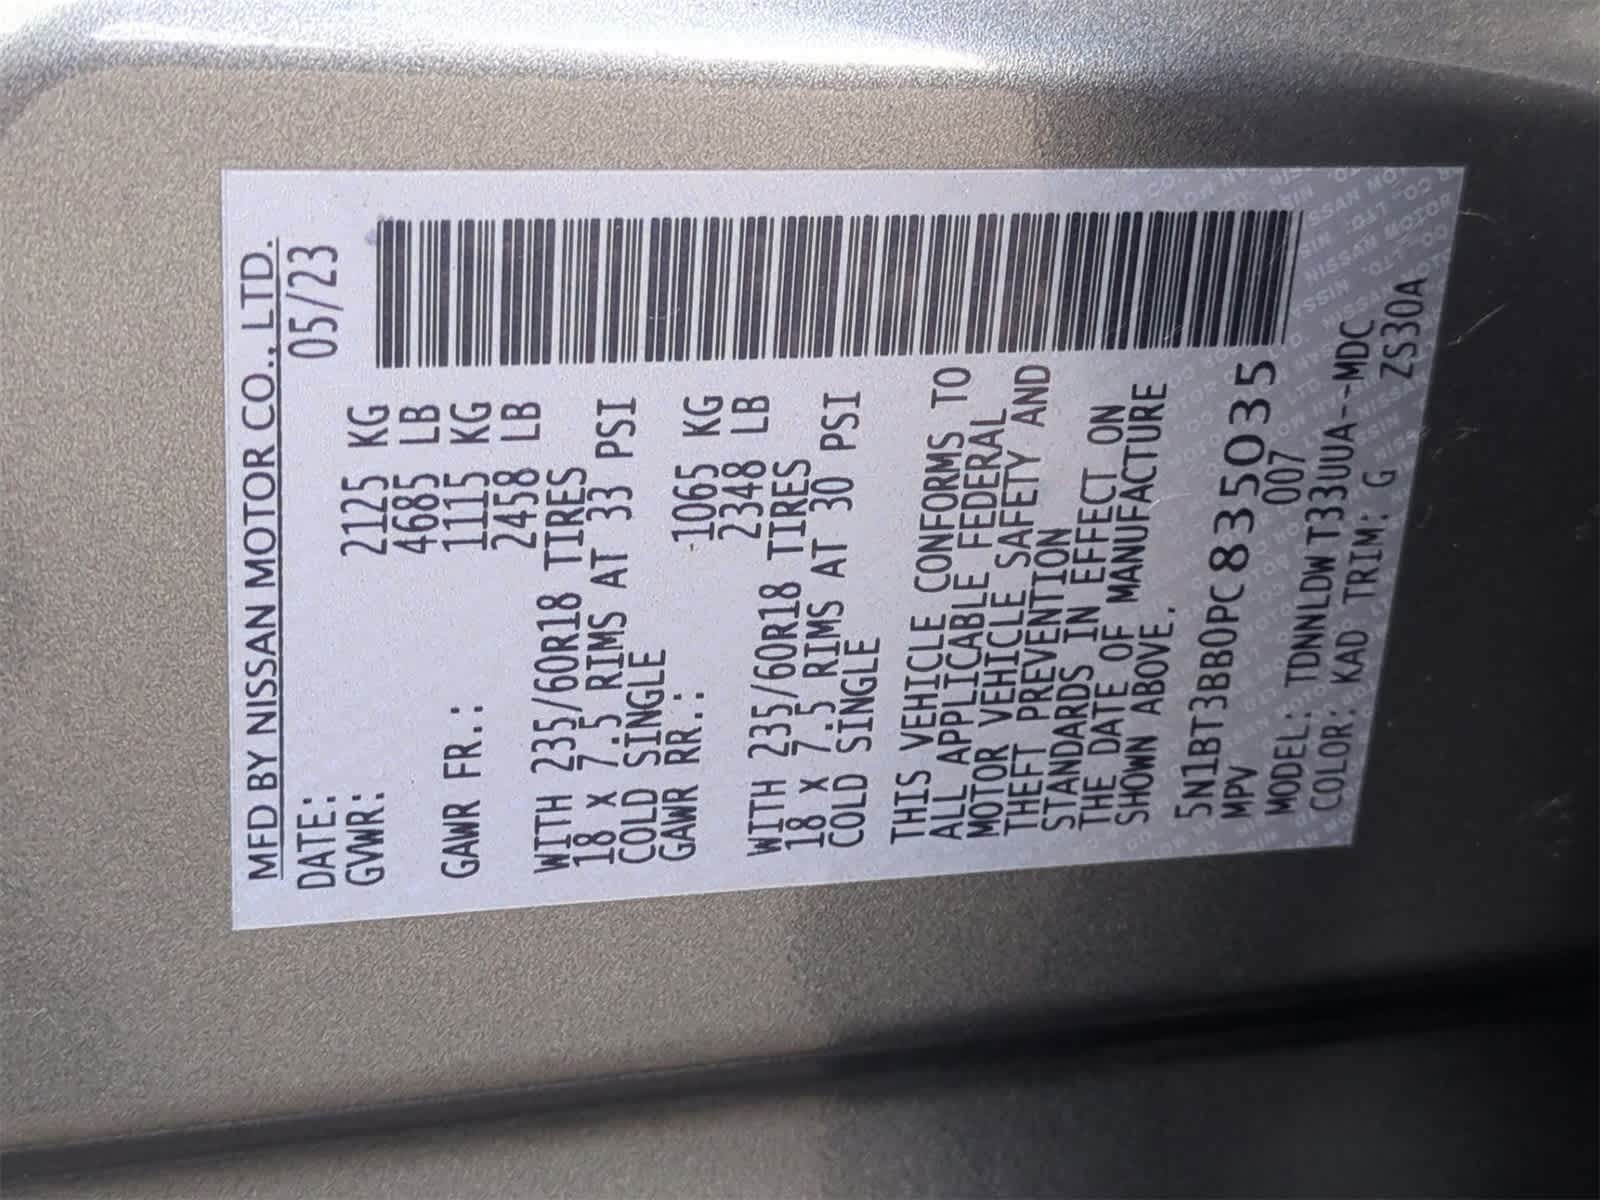 MFD BY NISSAN MOTOR CO., LTD.
DATE: 05/23
GVWR: 2125 KG
4685 LB
GAWR FR.: 1115 KG
2458 LB
WITH 235/60R18 TIRES
18 X 7.5 RIMS AT 33 PSI
COLD SINGLE
GAWR RR.: 1065 KG
2348 LB
WITH 235/60R18 TIRES
18 X 7.5 RIMS AT 30 PSI
COLD SINGLE
THIS VEHICLE CONFORMS TO
ALL APPLICABLE FEDERAL
MOTOR VEHICLE SAFETY AND
THEFT PREVENTION
STANDARDS IN EFFECT ON
THE DATE OF MANUFACTURE
SHOWN ABOVE.
5N1BT3BB0PC835035
MPV 007
MODEL: TDNNLDW T33UUA--MDC
COLOR: KAD TRIM: G ZS30A